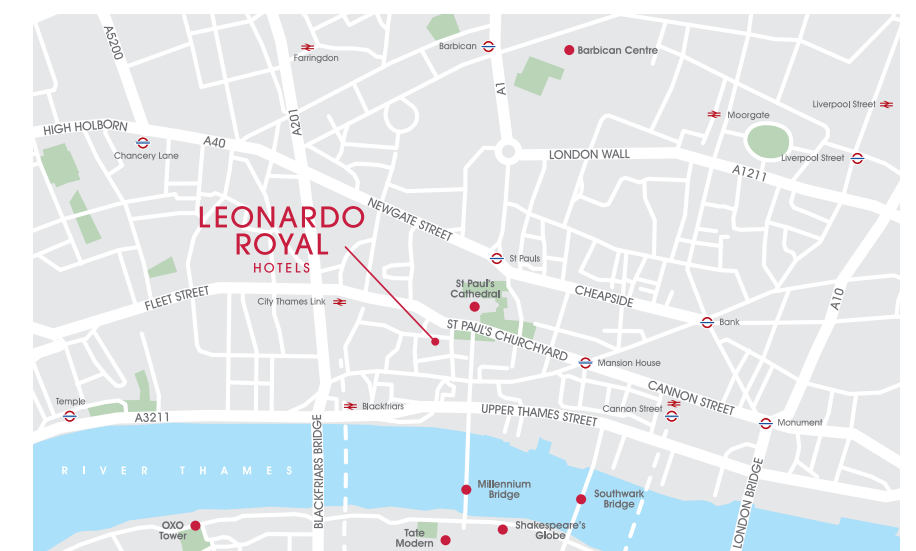 A5200
Farringdon
Barbican
Barbican Centre
A1
A201
Moorgate
Liverpool Street
HIGH HOLBORN
A40
Chancery Lane
LONDON WALL
Liverpool Street
A1211
NEWGATE STREET
LEONARDO
ROYAL
HOTELS
St Pauls
St Paul's
Cathedral
CHEAPSIDE
A10
FLEET STREET
City Thames Link
Bank
ST PAUL'S CHURCHYARD
Mansion House
CANNON STREET
Temple
A3211
Blackfriars
UPPER THAMES STREET
Cannon Street
Monument
BLACKFRIARS BRIDGE
RIVER THAMES
Millennium
Bridge
Southwark
Bridge
LONDON BRIDGE
OXO
Tower
Tate
Modern
Shakespeare's
Globe